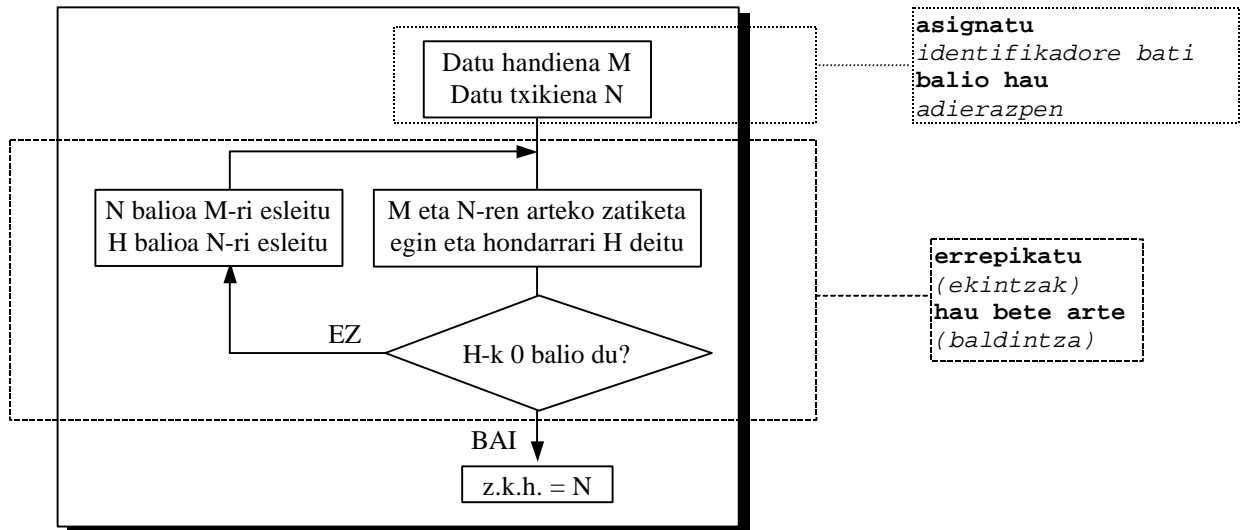 Datu handiena M
Datu txikiena N
asignatu
identifikadore bati
balio hau
adierazpen
N balioa M-ri esleitu
H balioa N-ri esleitu
M eta N-ren arteko zatiketa
egin eta hondarrari H deitu
errepikatu
(ekintzak)
hau bete arte
(baldintza)
EZ
H-k 0 balio du?
BAI
z.k.h. = N